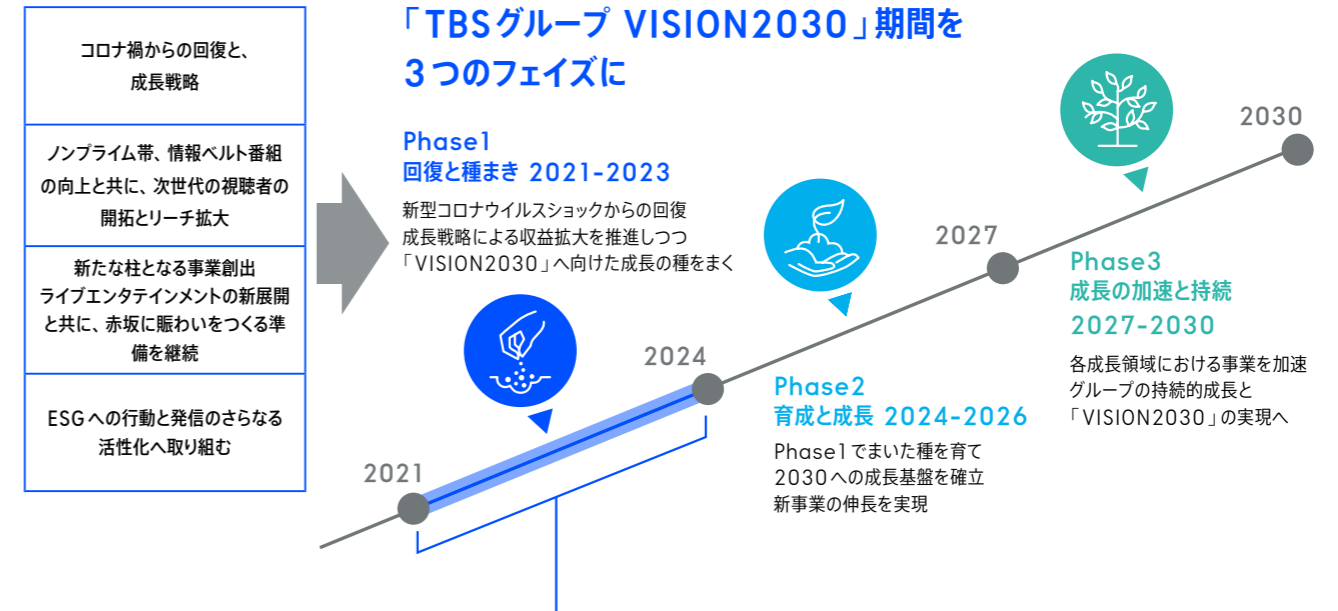 コロナ禍からの回復と、
成長戦略
ノンプライム帯、情報ベルト番組
の向上と共に、次世代の視聴者の
開拓とリーチ拡大
新たな柱となる事業創出
ライブエンタテインメントの新展開
と共に、赤坂に賑わいをつくる準
備を継続
ESGへの行動と発信のさらなる
活性化へ取り組む
「TBSグループ VISION2030」期間を
3つのフェイズに
Phase1
回復と種まき 2021-2023
新型コロナウイルスショックからの回復
成長戦略による収益拡大を推進しつつ
「VISION2030」へ向けた成長の種をまく
2021
2024
Phase2
育成と成長 2024-2026
Phase1でまいた種を育て
2030への成長基盤を確立
新事業の伸長を実現
2027
Phase3
成長の加速と持続
2027-2030
各成長領域における事業を加速
グループの持続的成長と
「VISION2030」の実現へ
2030